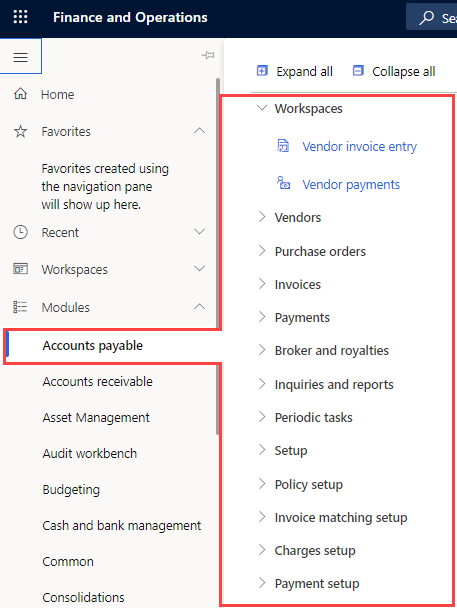 Finance and Operations
Home
Favorites
Favorites created using
the navigation pane
will show up here.
Recent
Workspaces
Modules
Accounts payable
Accounts receivable
Asset Management
Audit workbench
Budgeting
Cash and bank management
Common
Consolidations
Expand all
Collapse all
Workspaces
Vendor invoice entry
Vendor payments
Vendors
Purchase orders
Invoices
Payments
Broker and royalties
Inquiries and reports
Periodic tasks
Setup
Policy setup
Invoice matching setup
Charges setup
Payment setup